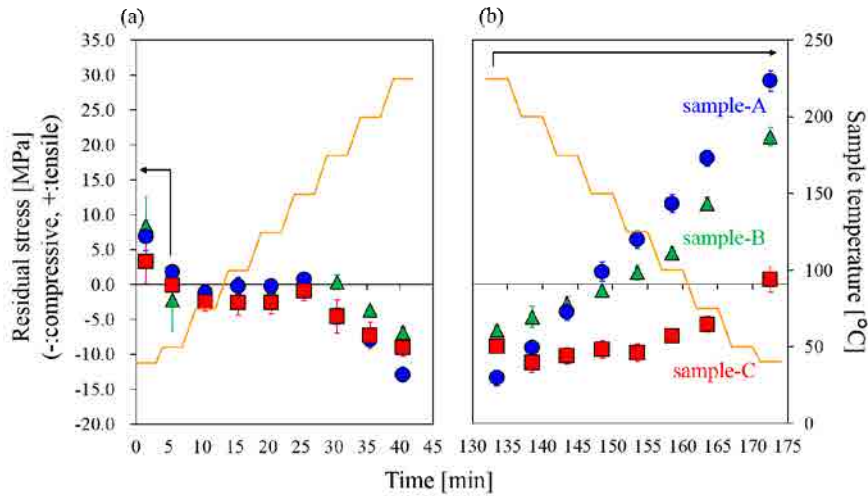 (a)
(b)
Residual stress [MPa]
(-:compressive, +:tensile)
35.0
30.0
25.0
20.0
15.0
10.0
5.0
0.0
-5.0
-10.0
-15.0
-20.0
0 5 10 15 20 25 30 35 40 45
130 135 140 145 150 155 160 165 170 175
Time [min]
sample-A
sample-B
sample-C
250
200
150
100
50
0
Sample temperature [°C]